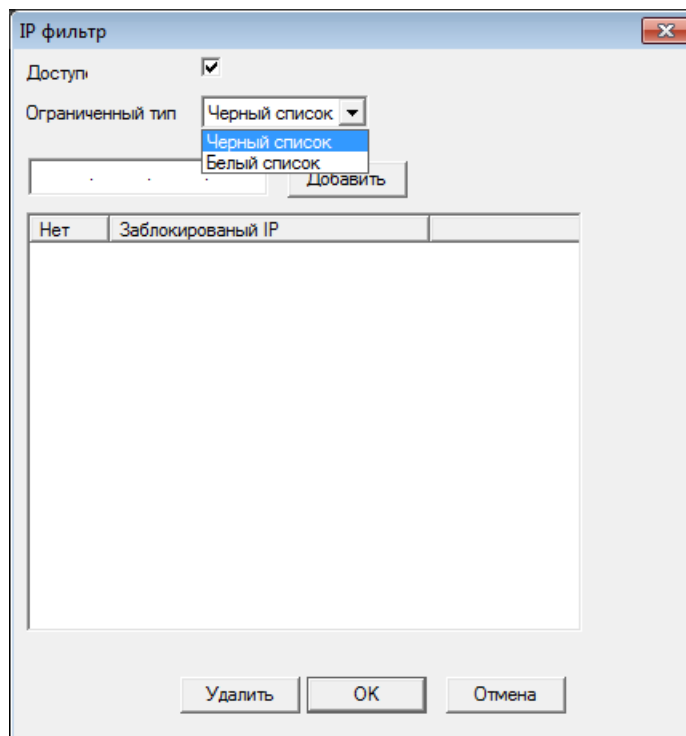 IP фильтр
Доступ
Ограниченный тип Черный список
Черный список
Белый список
Добавить
Нет Заблокированый IP
Удалить OK Отмена